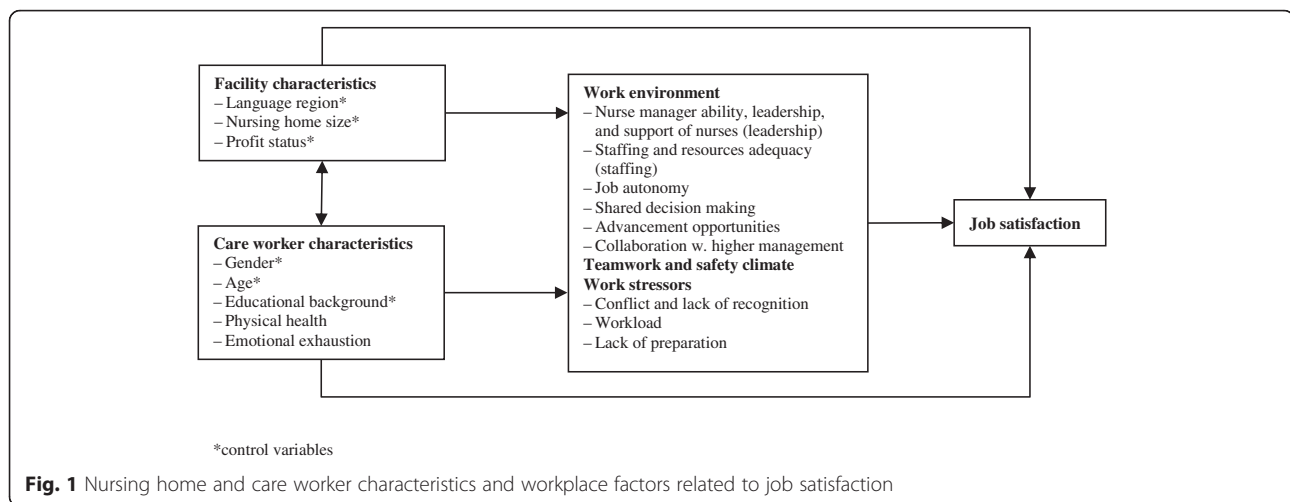 Facility characteristics
– Language region*
– Nursing home size*
– Profit status*
Care worker characteristics
– Gender*
– Age*
– Educational background*
– Physical health
– Emotional exhaustion
Work environment
– Nurse manager ability, leadership,
and support of nurses (leadership)
– Staffing and resources adequacy
(staffing)
– Job autonomy
– Shared decision making
– Advancement opportunities
– Collaboration w. higher management
Teamwork and safety climate
Work stressors
– Conflict and lack of recognition
– Workload
– Lack of preparation
Job satisfaction
*control variables
Fig. 1 Nursing home and care worker characteristics and workplace factors related to job satisfaction